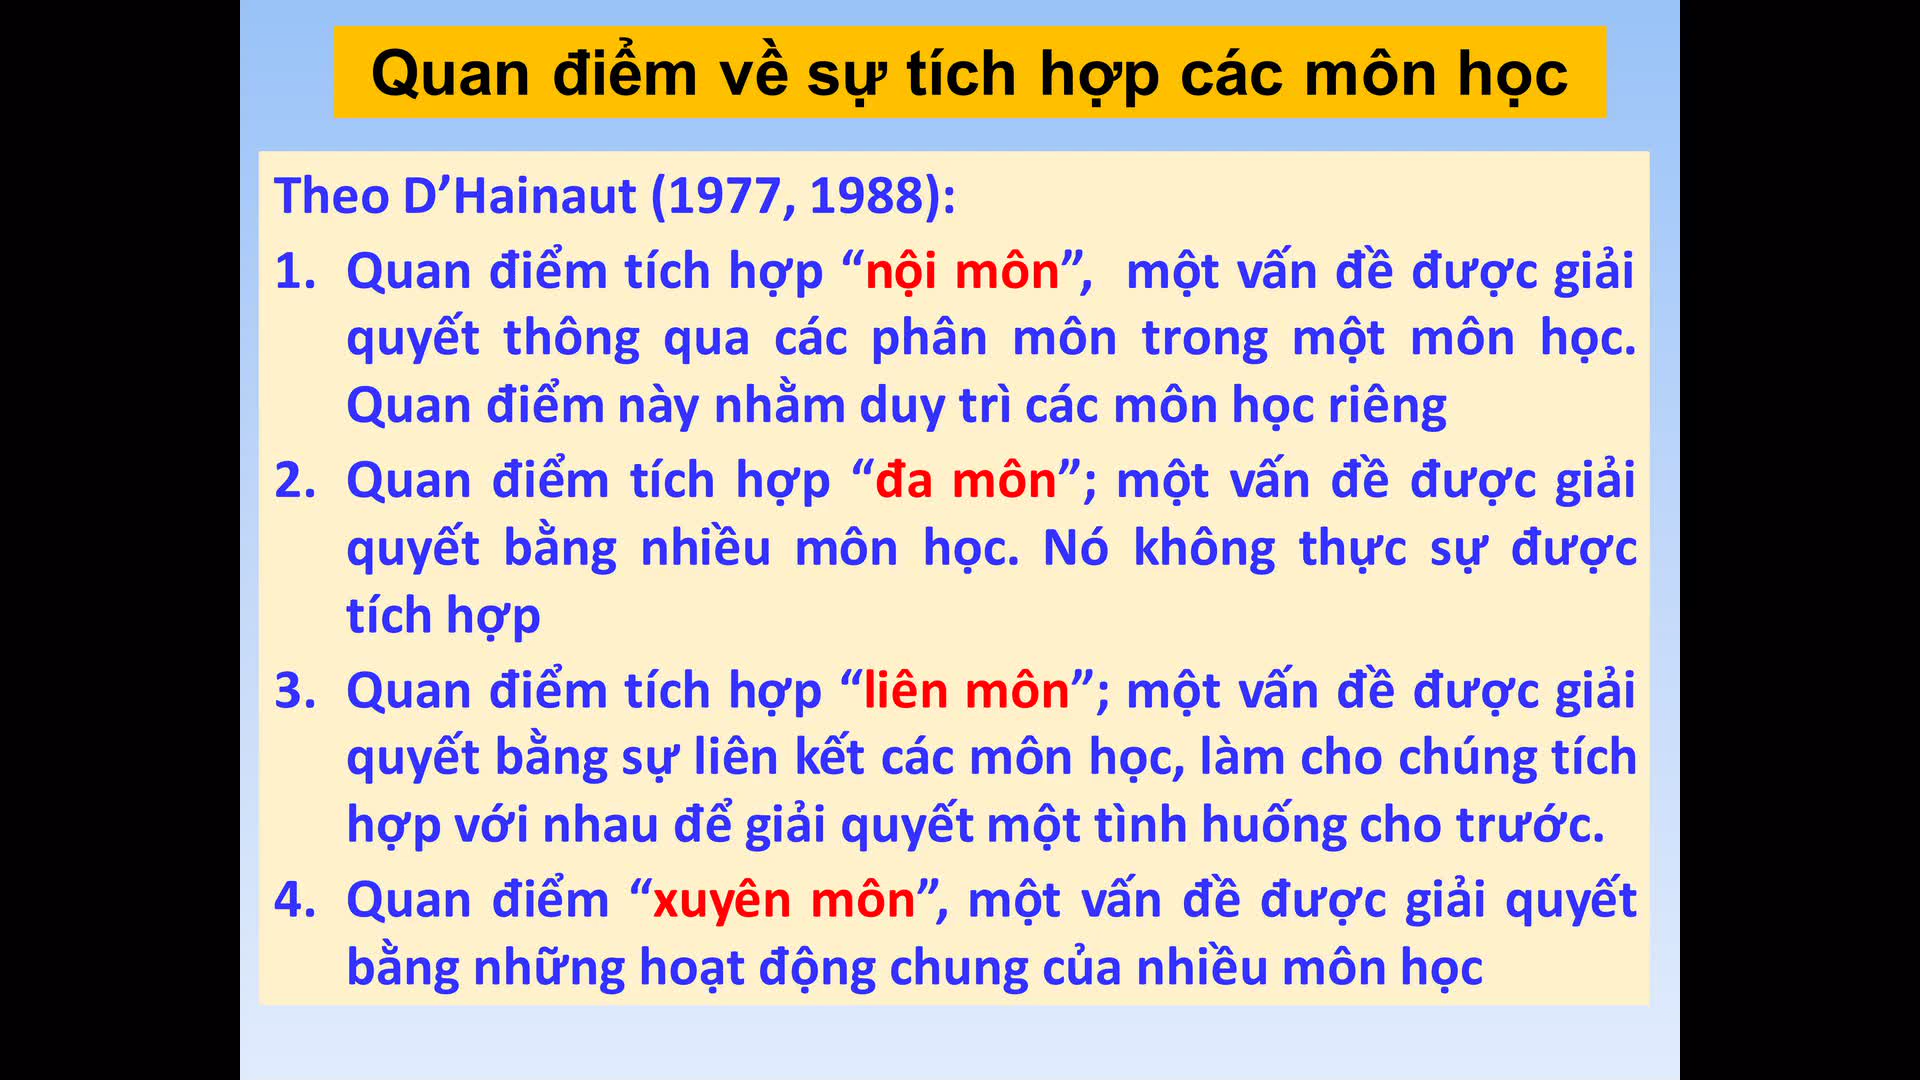 Quan điểm về sự tích hợp các môn học
Theo D’Hainaut (1977, 1988):
1. Quan điểm tích hợp “nội môn”, một vấn đề được giải
quyết thông qua các phân môn trong một môn học.
Quan điểm này nhằm duy trì các môn học riêng
2. Quan điểm tích hợp “đa môn”; một vấn đề được giải
quyết bằng nhiều môn học. Nó không thực sự được
tích hợp
3. Quan điểm tích hợp “liên môn”; một vấn đề được giải
quyết bằng sự liên kết các môn học, làm cho chúng tích
hợp với nhau để giải quyết một tình huống cho trước.
4. Quan điểm “xuyên môn”, một vấn đề được giải quyết
bằng những hoạt động chung của nhiều môn học